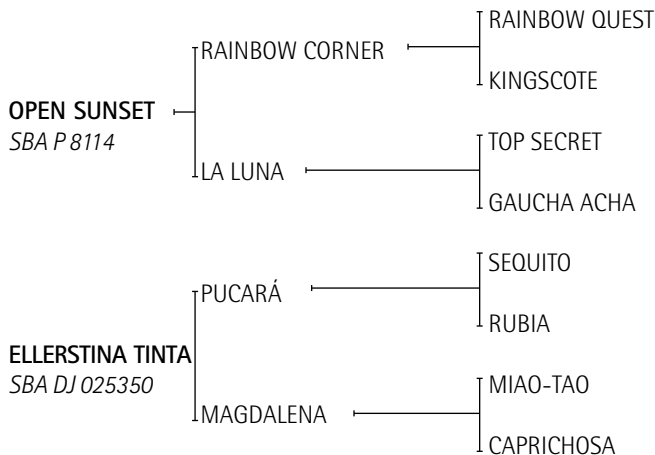 RAINBOW QUEST
RAINBOW CORNER
KINGSCOTE
OPEN SUNSET
SBA P 8114
TOP SECRET
LA LUNA
GAUCHA ACHA
SEQUITO
PUCARÁ
RUBIA
ELLERSTINA TINTA
SBA DJ 025350
MIAO-TAO
MAGDALENA
CAPRICHOSA